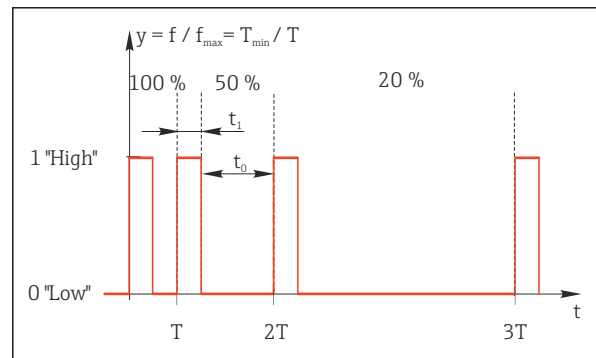 y = f / fmax = Tmin / T
100 % 50 % 20 %
t1
1 "High"
t0
0 "Low"
t
T 2T 3T